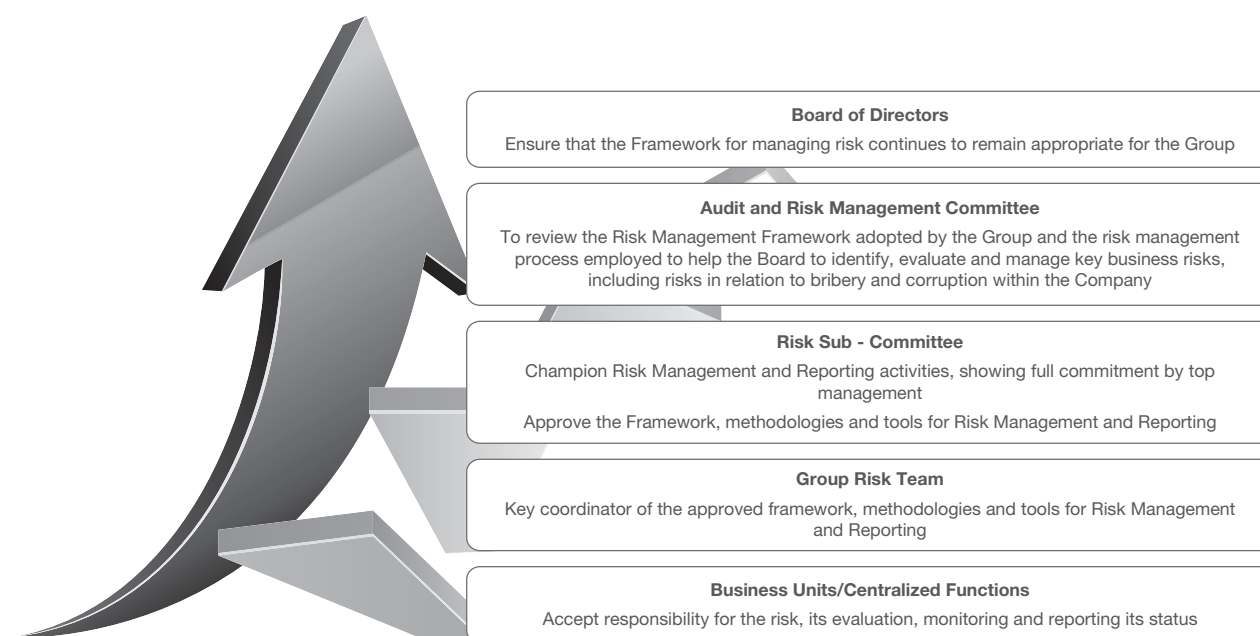 Board of Directors
Ensure that the Framework for managing risk continues to remain appropriate for the Group
Audit and Risk Management Committee
To review the Risk Management Framework adopted by the Group and the risk management
process employed to help the Board to identify, evaluate and manage key business risks,
including risks in relation to bribery and corruption within the Company
Risk Sub - Committee
Champion Risk Management and Reporting activities, showing full commitment by top
management
Approve the Framework, methodologies and tools for Risk Management and Reporting
Group Risk Team
Key coordinator of the approved framework, methodologies and tools for Risk Management
and Reporting
Business Units/Centralized Functions
Accept responsibility for the risk, its evaluation, monitoring and reporting its status